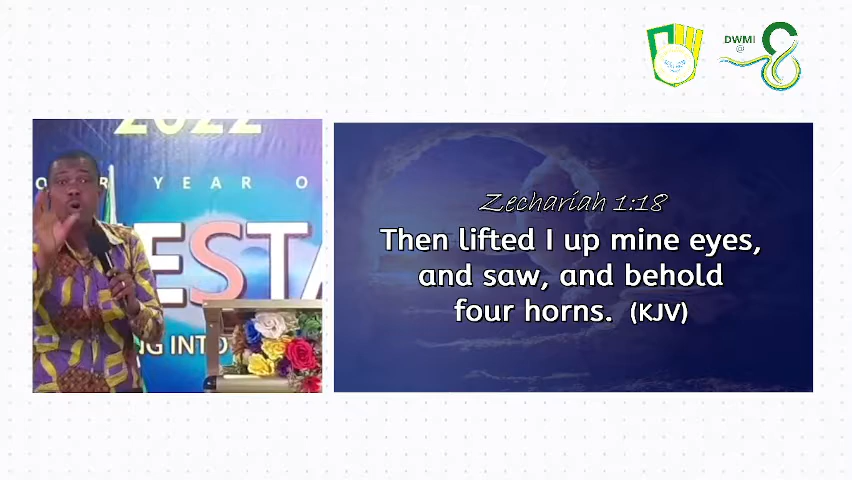 DWMI
@
8
2022
YEAR O
ESTA
NG INTO
Zechariah 1:18
Then lifted I up mine eyes,
and saw, and behold
four horns. (KJV)